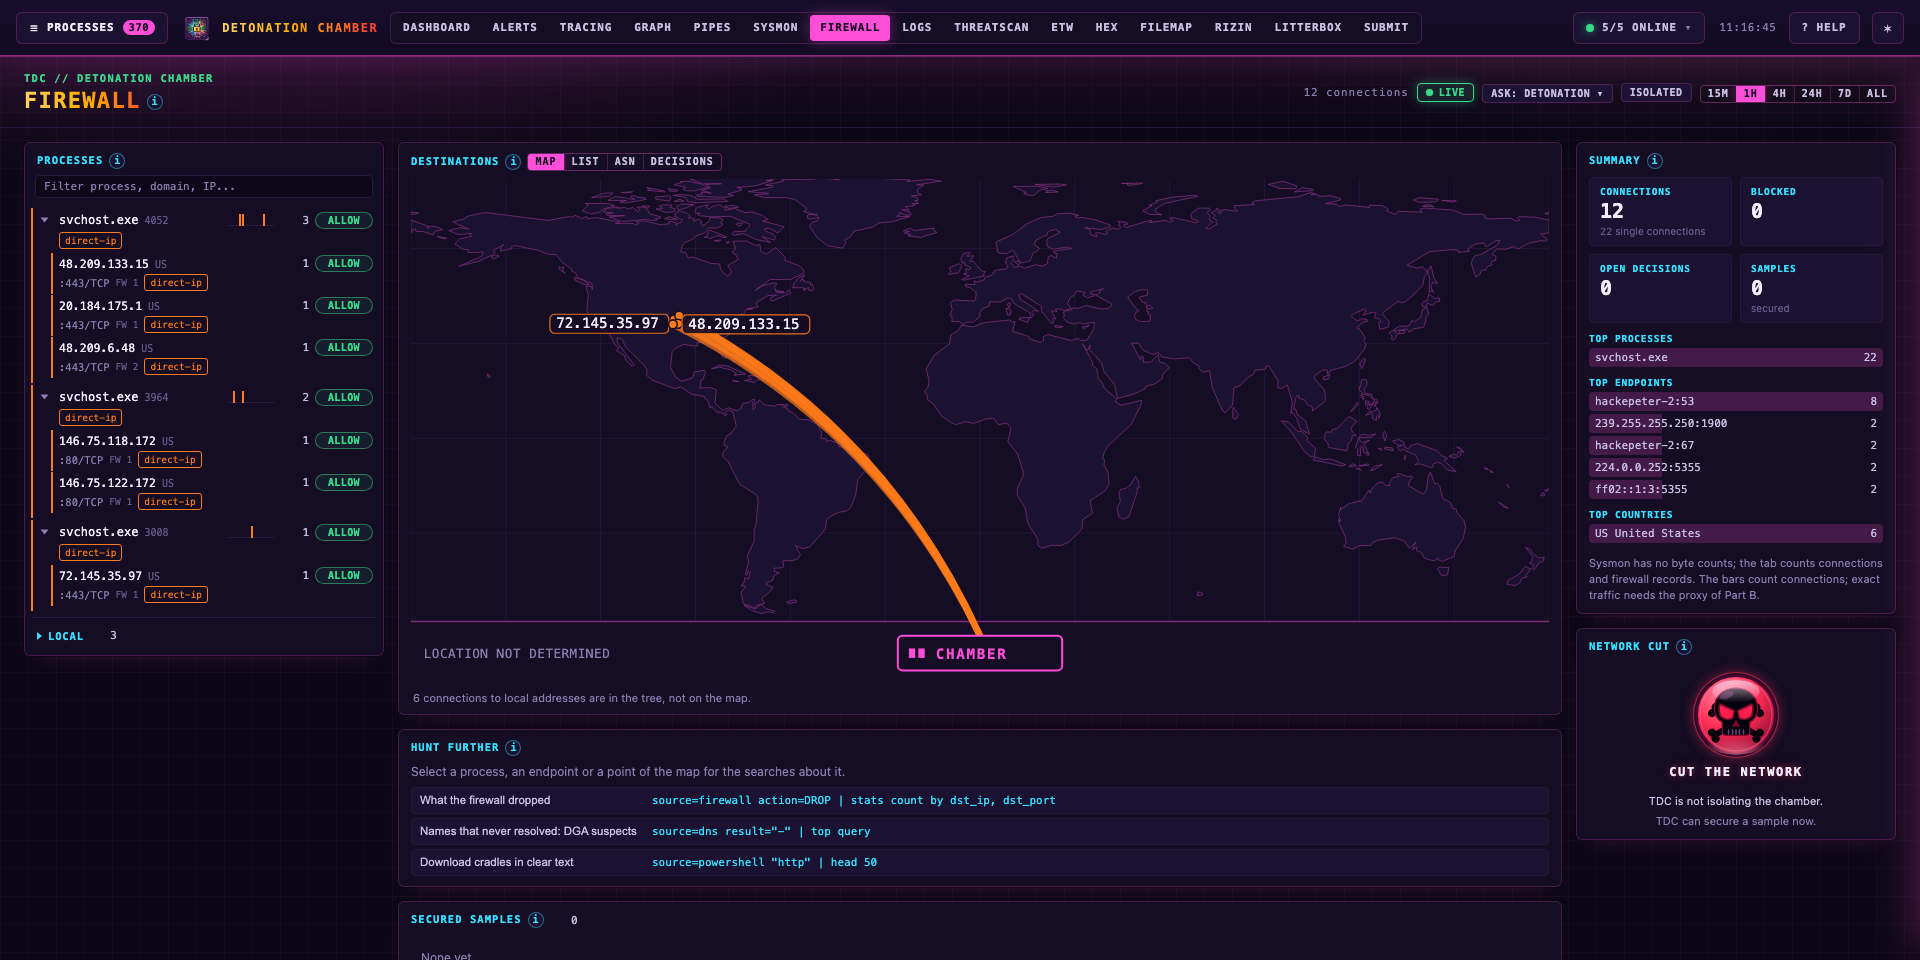 ≡ PROCESSES 370
DETONATION CHAMBER
DASHBOARD ALERTS TRACING GRAPH PIPES SYSMON FIREWALL LOGS THREATSCAN ETW HEX FILEMAP RIZIN LITTERBOX SUBMIT
5/5 ONLINE ▾
11:16:45
? HELP
TDC // DETONATION CHAMBER
FIREWALL i
12 connections
LIVE
ASK: DETONATION ▾
ISOLATED
15M 1H 4H 24H 7D ALL
PROCESSES i
Filter process, domain, IP...
svchost.exe 4052 3 ALLOW
direct-ip
48.209.133.15 US 1 ALLOW
:443/TCP FW 1 direct-ip
20.184.175.1 US 1 ALLOW
:443/TCP FW 1 direct-ip
48.209.6.48 US 1 ALLOW
:443/TCP FW 2 direct-ip
svchost.exe 3964 2 ALLOW
direct-ip
146.75.118.172 US 1 ALLOW
:80/TCP FW 1 direct-ip
146.75.122.172 US 1 ALLOW
:80/TCP FW 1 direct-ip
svchost.exe 3008 1 ALLOW
direct-ip
72.145.35.97 US 1 ALLOW
:443/TCP FW 1 direct-ip
LOCAL 3
DESTINATIONS i MAP LIST ASN DECISIONS
72.145.35.97
48.209.133.15
LOCATION NOT DETERMINED
CHAMBER
6 connections to local addresses are in the tree, not on the map.
HUNT FURTHER i
Select a process, an endpoint or a point of the map for the searches about it.
What the firewall dropped source=firewall action=DROP | stats count by dst_ip, dst_port
Names that never resolved: DGA suspects source=dns result="-" | top query
Download cradles in clear text source=powershell "http" | head 50
SECURED SAMPLES i 0
None yet
SUMMARY i
CONNECTIONS
12
22 single connections
BLOCKED
0
OPEN DECISIONS
0
SAMPLES
0
secured
TOP PROCESSES
svchost.exe 22
TOP ENDPOINTS
hackepeter-2:53 8
239.255.255.250:1900 2
hackepeter-2:67 2
224.0.0.252:5355 2
ff02::1:3:5355 2
TOP COUNTRIES
US United States 6
Sysmon has no byte counts; the tab counts connections
and firewall records. The bars count connections; exact
traffic needs the proxy of Part B.
NETWORK CUT i
CUT THE NETWORK
TDC is not isolating the chamber.
TDC can secure a sample now.